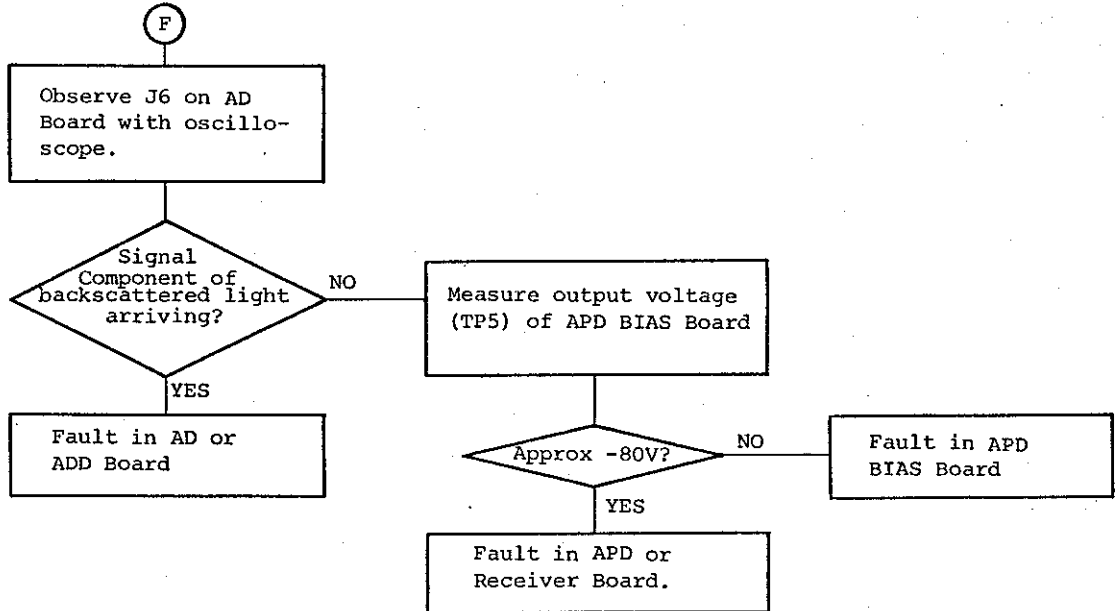 F
Observe J6 on AD
Board with oscillo-
scope.
Signal
Component of
backscattered light
arriving?
NO
YES
Measure output voltage
(TP5) of APD BIAS Board
Fault in AD or
ADD Board
Approx -80V?
NO
YES
Fault in APD
BIAS Board
Fault in APD or
Receiver Board.